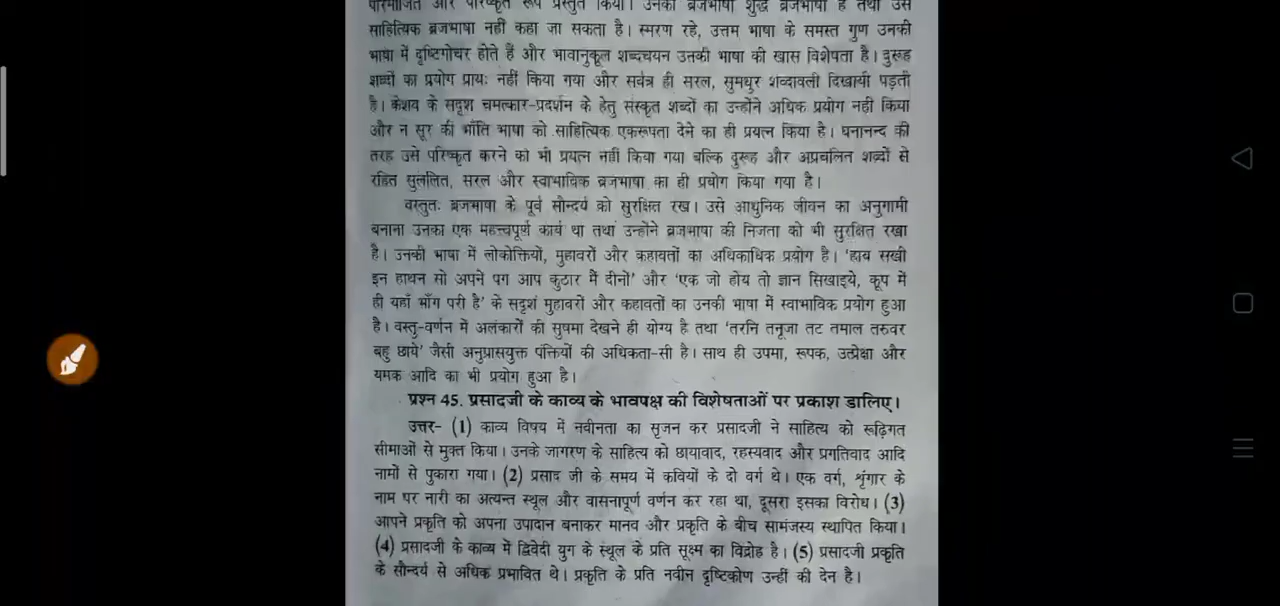 परिमार्जित और परिष्कृत रूप प्रस्तुत किया। उनकी ब्रजभाषा शुद्ध ब्रजभाषा है तथा उसे
साहित्यिक ब्रजभाषा नहीं कहा जा सकता है। स्मरण रहे, उत्तम भाषा के समस्त गुण उनकी
भाषा में दृष्टिगोचर होते हैं और भावानुकूल शब्दचयन उनकी भाषा की खास विशेषता है। दुरूह
शब्दों का प्रयोग प्रायः नहीं किया गया और सर्वत्र ही सरल, सुमधुर शब्दावली दिखायी पड़ती
है। केशव के सदृश चमत्कार-प्रदर्शन के हेतु संस्कृत शब्दों का उन्होंने अधिक प्रयोग नहीं किया
और न सूर की भाँति भाषा को साहित्यिक एकरूपता देने का ही प्रयत्न किया है। घनानन्द की
तरह उसे परिष्कृत करने को भी प्रयत्न नहीं किया गया बल्कि दुरूह और अप्रचलित शब्दों से
रहित सुललित, सरल और स्वाभाविक ब्रजभाषा का ही प्रयोग किया गया है।
वस्तुतः ब्रजभाषा के पूर्व सौन्दर्य को सुरक्षित रख। उसे आधुनिक जीवन का अनुगामी
बनाना उनका एक महत्त्वपूर्ण कार्य था तथा उन्होंने ब्रजभाषा की निजता को भी सुरक्षित रखा
है। उनकी भाषा में लोकोक्तियों, मुहावरों और कहावतों का अधिकाधिक प्रयोग है। 'हाय सखी
इन हाथन सो अपने पग आप कुठार मैं दीनों' और 'एक जो होय तो ज्ञान सिखाइये, कूप में
ही यहाँ भाँग परी है' के सदृश मुहावरों और कहावतों का उनकी भाषा में स्वाभाविक प्रयोग हुआ
है। वस्तु-वर्णन में अलंकारों की सुषमा देखने ही योग्य है तथा 'तरनि तनूजा तट तमाल तरुवर
बहु छाये' जैसी अनुप्रासयुक्त पंक्तियों की अधिकता-सी है। साथ ही उपमा, रूपक, उत्प्रेक्षा और
यमक आदि का भी प्रयोग हुआ है।
प्रश्न 45. प्रसादजी के काव्य के भावपक्ष की विशेषताओं पर प्रकाश डालिए।
उत्तर- (1) काव्य विषय में नवीनता का सृजन कर प्रसादजी ने साहित्य को रूढ़िगत
सीमाओं से मुक्त किया। उनके जागरण के साहित्य को छायावाद, रहस्यवाद और प्रगतिवाद आदि
नामों से पुकारा गया। (2) प्रसाद जी के समय में कवियों के दो वर्ग थे। एक वर्ग, श्रृंगार के
नाम पर नारी का अत्यन्त स्थूल और वासनापूर्ण वर्णन कर रहा था, दूसरा इसका विरोध। (3)
आपने प्रकृति को अपना उपादान बनाकर मानव और प्रकृति के बीच सामंजस्य स्थापित किया।
(4) प्रसादजी के काव्य में द्विवेदी युग के स्थूल के प्रति सूक्ष्म का विद्रोह है। (5) प्रसादजी प्रकृति
के सौन्दर्य से अधिक प्रभावित थे। प्रकृति के प्रति नवीन दृष्टिकोण उन्हीं की देन है।